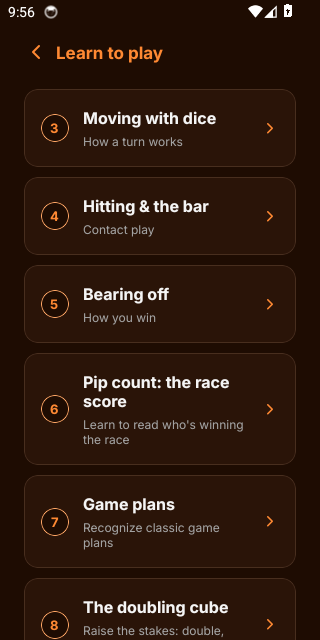 9:56
Learn to play
3
Moving with dice
How a turn works
4
Hitting & the bar
Contact play
5
Bearing off
How you win
6
Pip count: the race
score
Learn to read who's winning
the race
7
Game plans
Recognize classic game
plans
8
The doubling cube
Raise the stakes: double,